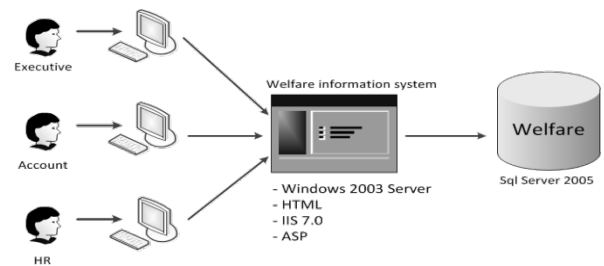 Executive
Account
HR
Welfare information system
- Windows 2003 Server
- HTML
- IIS 7.0
- ASP
Welfare
Sql Server 2005